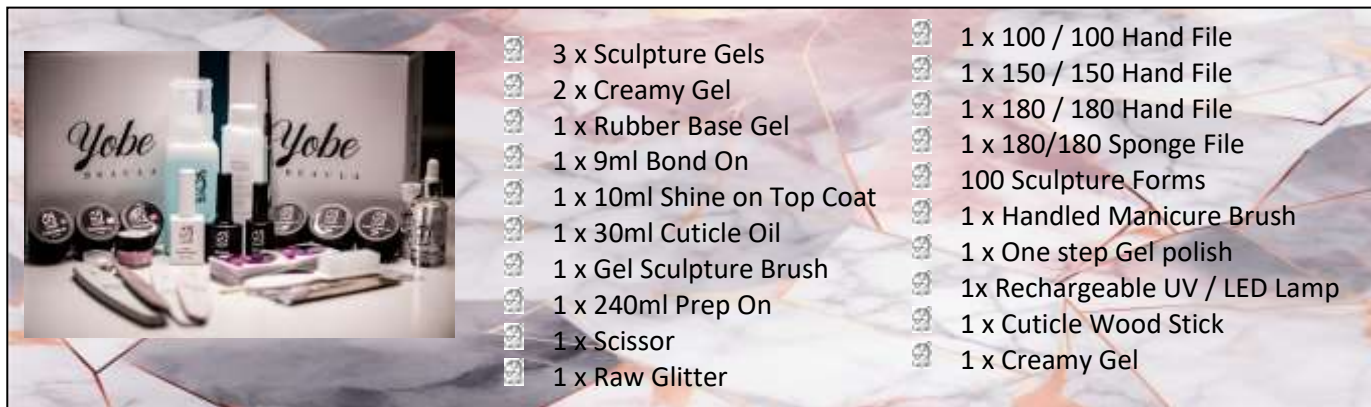 Yobe
BEAUTY
Yobe
BEAUTY
3 x Sculpture Gels
2 x Creamy Gel
1 x Rubber Base Gel
1 x 9ml Bond On
1 x 10ml Shine on Top Coat
1 x 30ml Cuticle Oil
1 x Gel Sculpture Brush
1 x 240ml Prep On
1 x Scissor
1 x Raw Glitter
1 x 100 / 100 Hand File
1 x 150 / 150 Hand File
1 x 180 / 180 Hand File
1 x 180/180 Sponge File
100 Sculpture Forms
1 x Handled Manicure Brush
1 x One step Gel polish
1x Rechargeable UV / LED Lamp
1 x Cuticle Wood Stick
1 x Creamy Gel